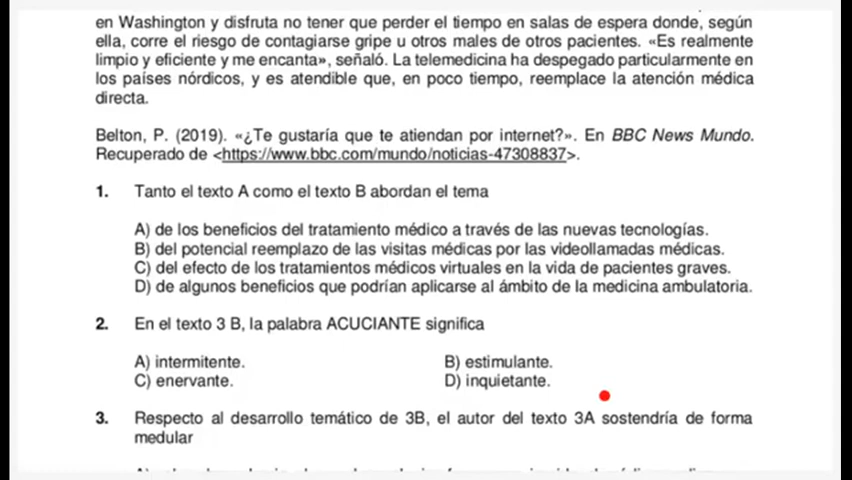 en Washington y disfruta no tener que perder el tiempo en salas de espera donde, según
ella, corre el riesgo de contagiarse gripe u otros males de otros pacientes. «Es realmente
limpio y eficiente y me encanta», señaló. La telemedicina ha despegado particularmente en
los países nórdicos, y es atendible que, en poco tiempo, reemplace la atención médica
directa.
Belton, P. (2019). «¿Te gustaría que te atiendan por internet?». En BBC News Mundo.
Recuperado de <https://www.bbc.com/mundo/noticias-47308837>.
1. Tanto el texto A como el texto B abordan el tema
A) de los beneficios del tratamiento médico a través de las nuevas tecnologías.
B) del potencial reemplazo de las visitas médicas por las videollamadas médicas.
C) del efecto de los tratamientos médicos virtuales en la vida de pacientes graves.
D) de algunos beneficios que podrían aplicarse al ámbito de la medicina ambulatoria.
2. En el texto 3 B, la palabra ACUCIANTE significa
A) intermitente. B) estimulante.
C) enervante. D) inquietante.
3. Respecto al desarrollo temático de 3B, el autor del texto 3A sostendría de forma
medular